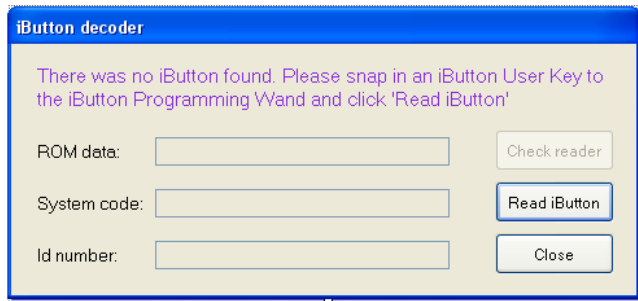 iButton decoder
There was no iButton found. Please snap in an iButton User Key to
the iButton Programming Wand and click 'Read iButton'
ROM data:
Check reader
System code:
Read iButton
Id number:
Close